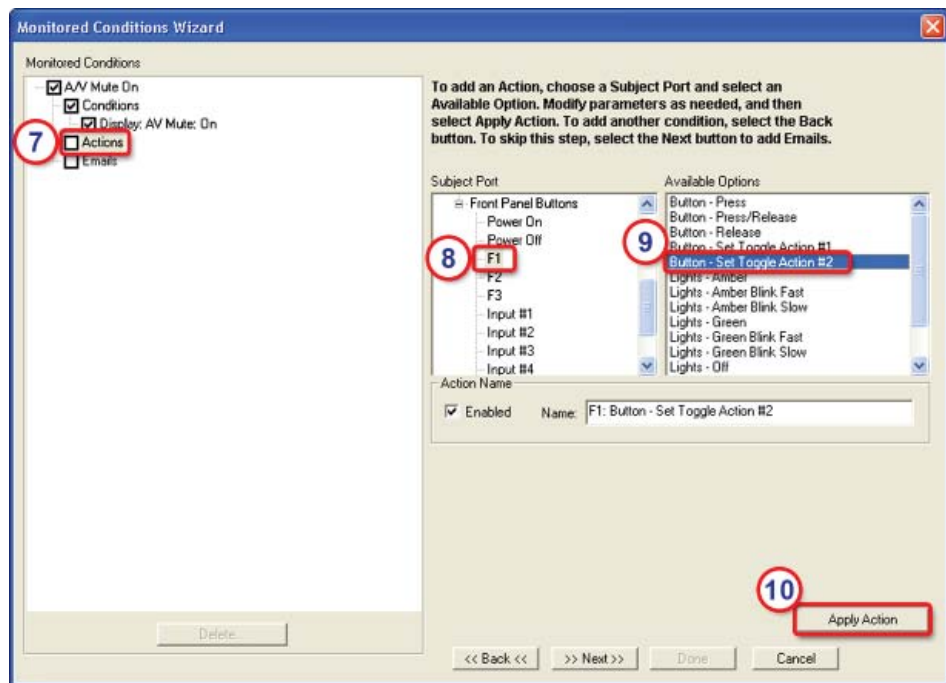 Monitored Conditions Wizard
Monitored Conditions
A/V Mute On
Conditions
Display: AV Mute: On
7
Actions
Emails
To add an Action, choose a Subject Port and select an
Available Option. Modify parameters as needed, and then
select Apply Action. To add another condition, select the Back
button. To skip this step, select the Next button to add Emails.
Subject Port
Front Panel Buttons
Power On
Power Off
8
F1
F2
F3
Input #1
Input #2
Input #3
Input #4
Available Options
Button - Press
Button - Press/Release
Button - Release
9
Button - Set Toggle Action #1
Button - Set Toggle Action #2
Lights - Amber
Lights - Amber Blink Fast
Lights - Amber Blink Slow
Lights - Green
Lights - Green Blink Fast
Lights - Green Blink Slow
Lights - Off
Action Name
Enabled
Name: F1: Button - Set Toggle Action #2
10
Apply Action
Delete...
<< Back <<
>> Next >>
Done
Cancel